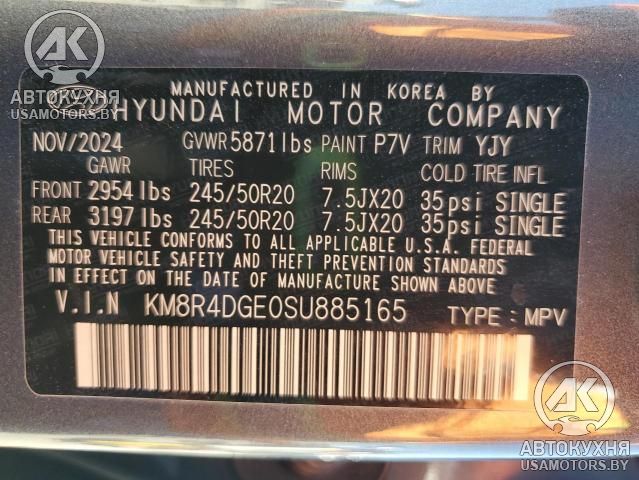 MANUFACTURED IN KOREA BY
HYUNDAI MOTOR COMPANY
NOV/2024 GVWR 5871lbs PAINT P7V TRIM YJY
GAWR TIRES RIMS COLD TIRE INFL
FRONT 2954 lbs 245/50R20 7.5JX20 35psi SINGLE
REAR 3197 lbs 245/50R20 7.5JX20 35psi SINGLE
THIS VEHICLE CONFORMS TO ALL APPLICABLE U.S.A. FEDERAL
MOTOR VEHICLE SAFETY AND THEFT PREVENTION STANDARDS
IN EFFECT ON THE DATE OF MANUFACTURE SHOWN ABOVE.
V.I.N KM8R4DGE0SU885165 TYPE : MPV
АК
АВТОКУХНЯ
USAMOTORS.BY
АК
АВТОКУХНЯ
USAMOTORS.BY